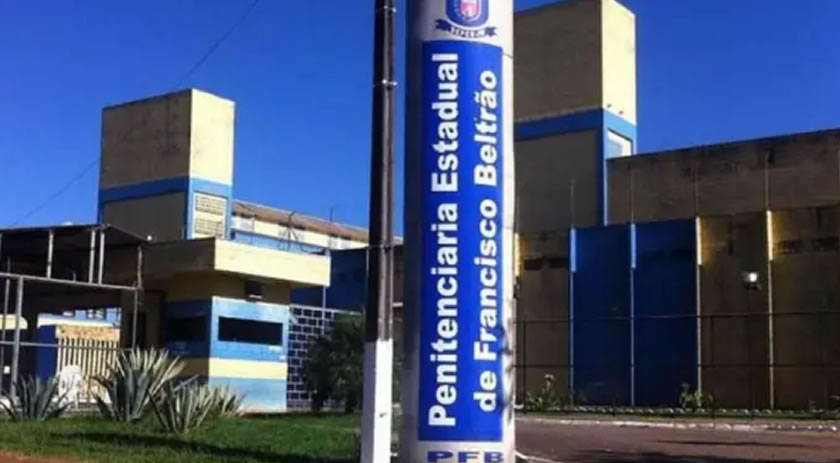 Penitenciaria Estadual
de Francisco Beltrão
PFB